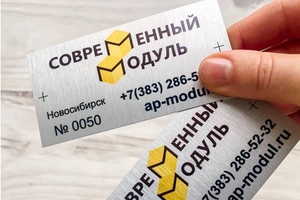 СОВРЕМЕННЫЙ
МОДУЛЬ
Новосибирск
№ 0050
+7(383) 286-5
ap-modul.
СОВРЕМЕННЫЙ
МОДУЛЬ
(383) 286-52-32
ap-modul.ru